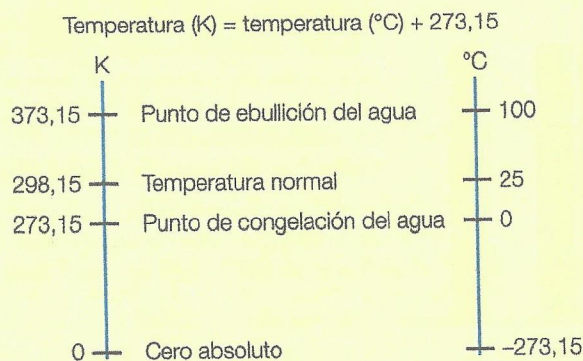 Temperatura (K) = temperatura (°C) + 273,15
K °C
373,15 Punto de ebullición del agua 100
298,15 Temperatura normal 25
273,15 Punto de congelación del agua 0
0 Cero absoluto –273,15